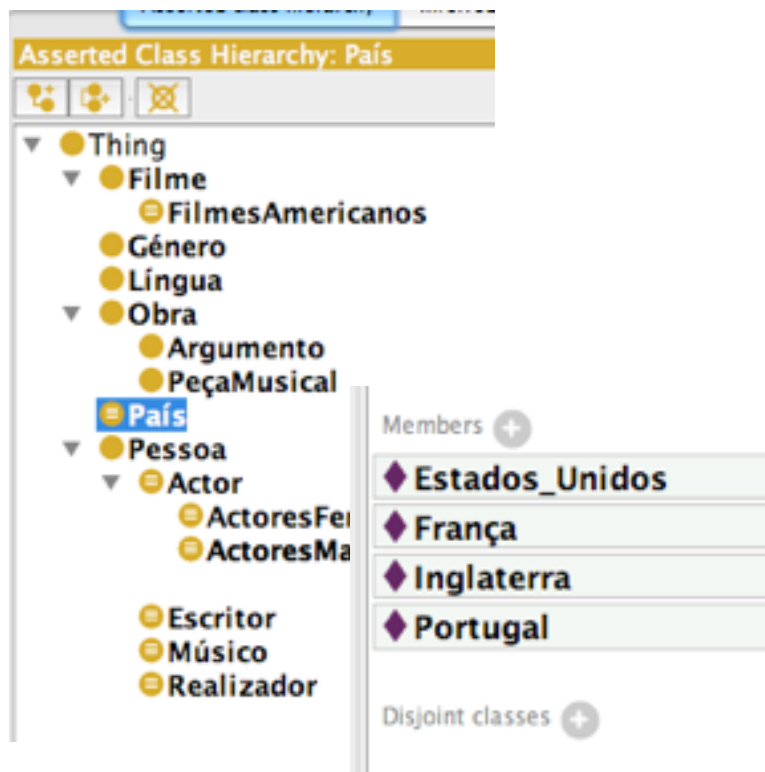 Asserted Class Hierarchy: País
Thing
Filme
FilmesAmericanos
Género
Língua
Obra
Argumento
PeçaMusical
País
Pessoa
Actor
ActoresFe
ActoresMa
Escritor
Músico
Realizador
Members
Estados_Unidos
França
Inglaterra
Portugal
Disjoint classes